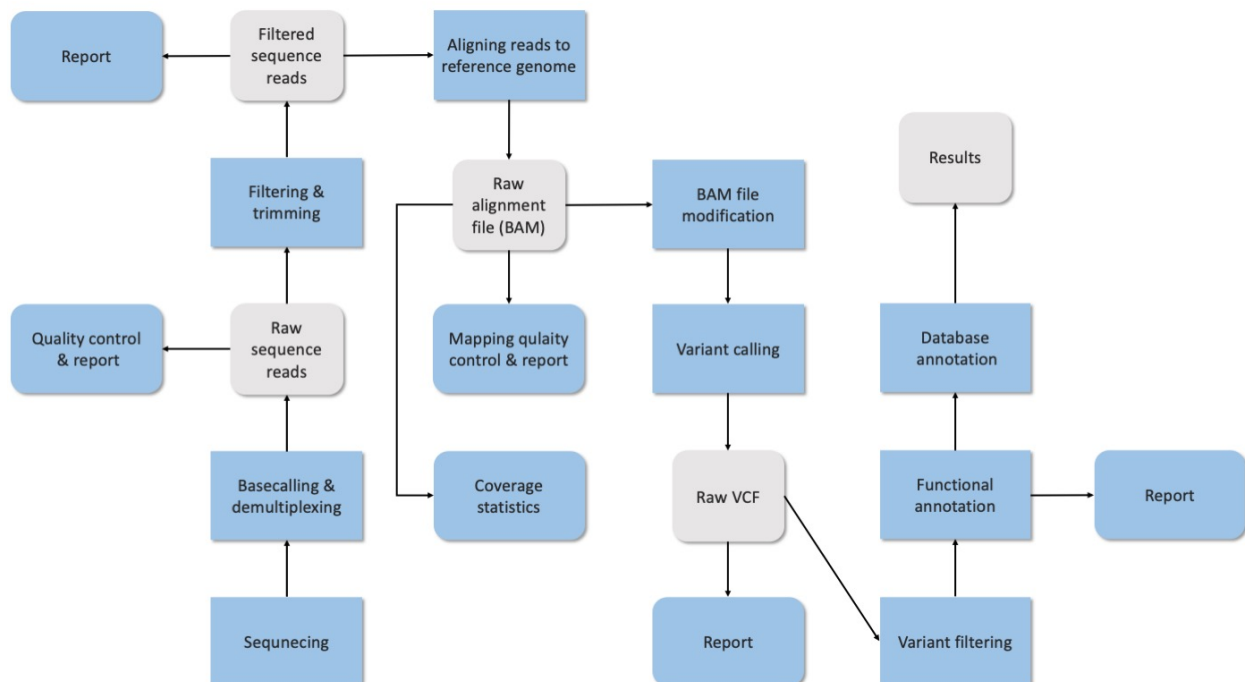 Report
Filtered
sequence
reads
Aligning reads to
reference genome
Results
Filtering &
trimming
Raw
alignment
file (BAM)
BAM file
modification
Quality control
& report
Raw
sequence
reads
Mapping qulaity
control & report
Variant calling
Database
annotation
Basecalling &
demultiplexing
Coverage
statistics
Raw VCF
Functional
annotation
Report
Sequnecing
Report
Variant filtering